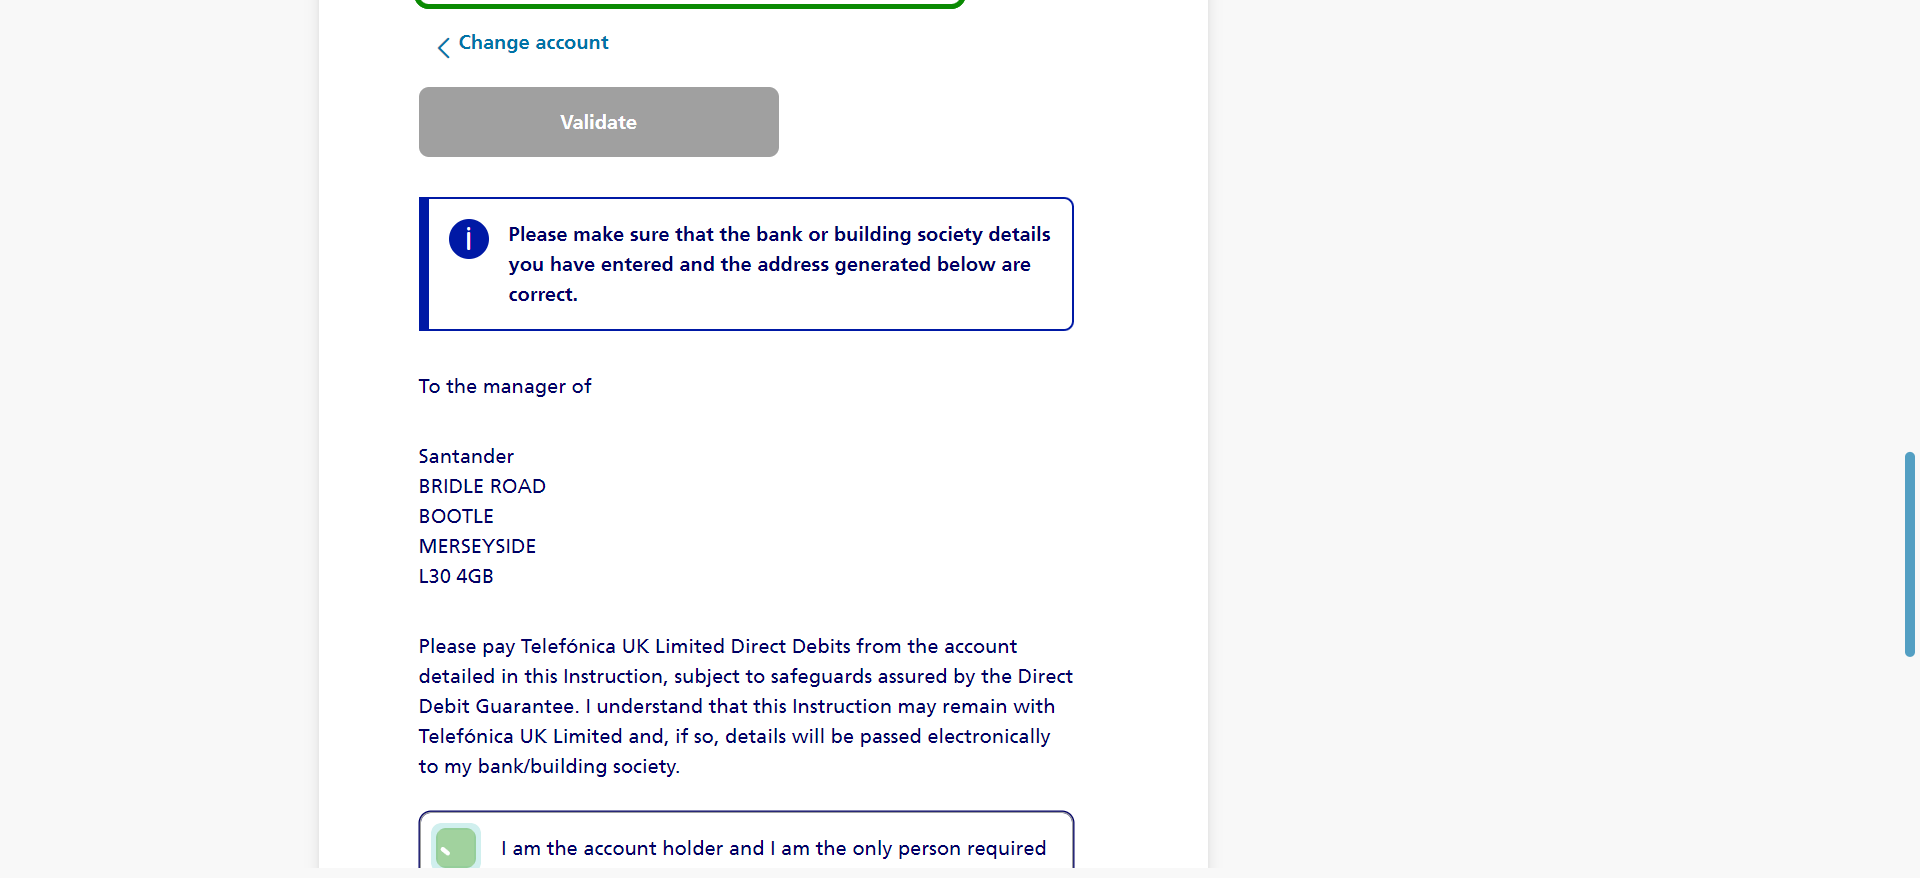 Change account
Validate
Please make sure that the bank or building society details
you have entered and the address generated below are
correct.
To the manager of
Santander
BRIDLE ROAD
BOOTLE
MERSEYSIDE
L30 4GB
Please pay Telefónica UK Limited Direct Debits from the account
detailed in this Instruction, subject to safeguards assured by the Direct
Debit Guarantee. I understand that this Instruction may remain with
Telefónica UK Limited and, if so, details will be passed electronically
to my bank/building society.
I am the account holder and I am the only person required